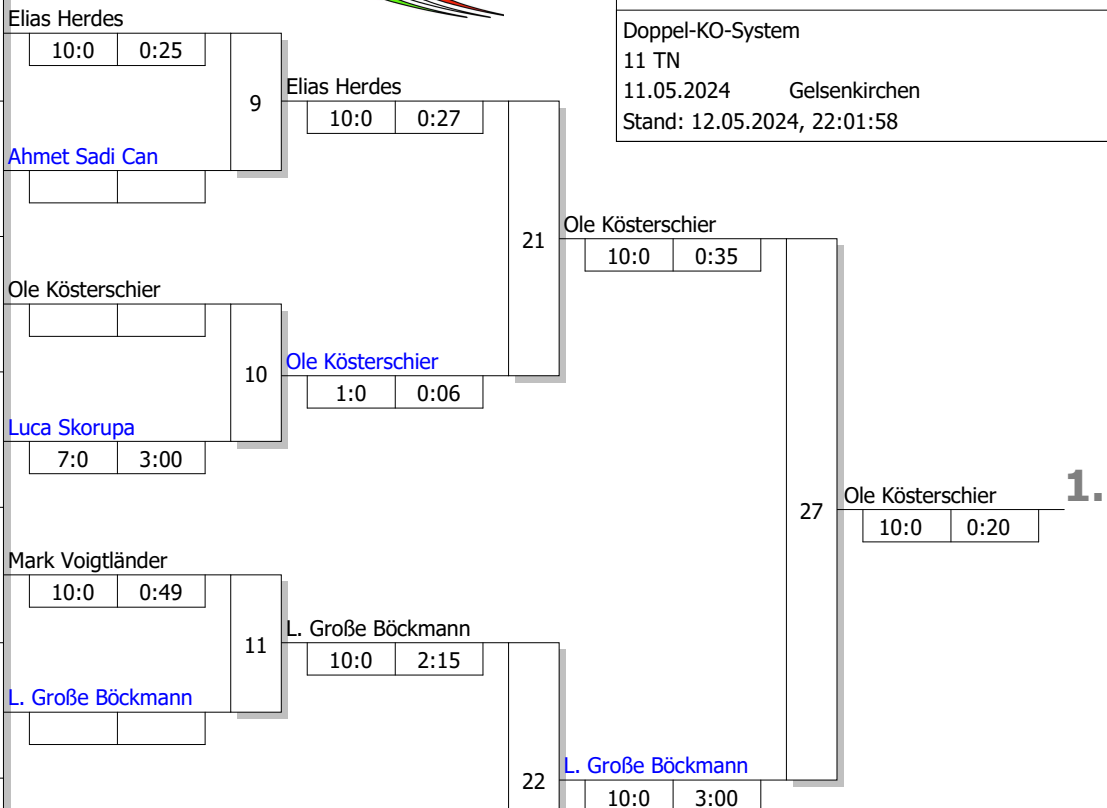 Elias Herdes
10:0 0:25
9
Ahmet Sadi Can
Elias Herdes
10:0 0:27
Doppel-KO-System
11 TN
11.05.2024 Gelsenkirchen
Stand: 12.05.2024, 22:01:58
21
Ole Kösterschier
10:0 0:35
Ole Kösterschier
10
Ole Kösterschier
1:0 0:06
Luca Skorupa
7:0 3:00
27
Ole Kösterschier 1.
10:0 0:20
Mark Voigtländer
10:0 0:49
11
L. Große Böckmann
10:0 2:15
L. Große Böckmann
22
L. Große Böckmann
10:0 3:00